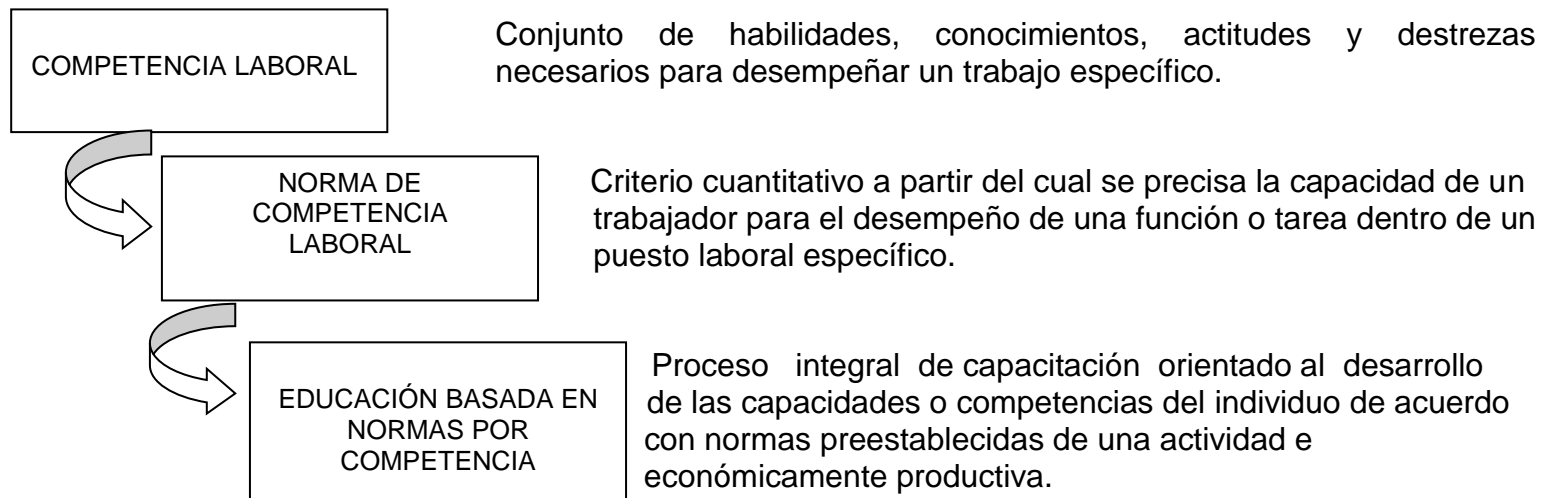 COMPETENCIA LABORAL
Conjunto de habilidades, conocimientos, actitudes y destrezas
necesarios para desempeñar un trabajo específico.
NORMA DE
COMPETENCIA
LABORAL
Criterio cuantitativo a partir del cual se precisa la capacidad de un
trabajador para el desempeño de una función o tarea dentro de un
puesto laboral específico.
EDUCACIÓN BASADA EN
NORMAS POR
COMPETENCIA
Proceso integral de capacitación orientado al desarrollo
de las capacidades o competencias del individuo de acuerdo
con normas preestablecidas de una actividad e
económicamente productiva.